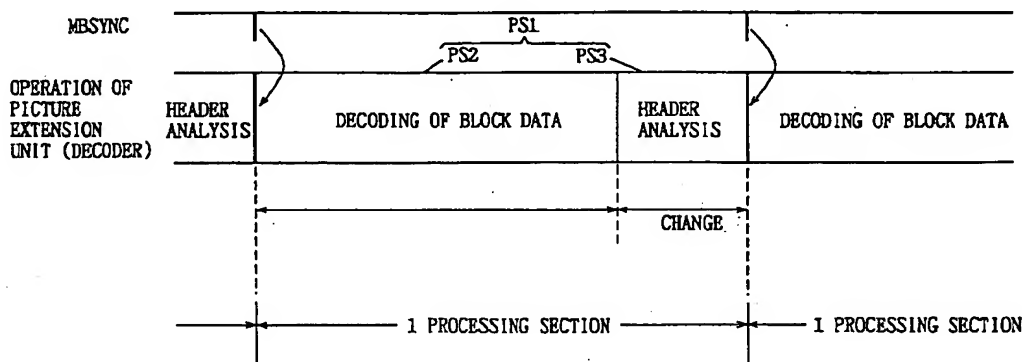 MBSYNC
PS1
PS2
PS3
OPERATION OF
PICTURE
EXTENSION
UNIT (DECODER)
HEADER
ANALYSIS
DECODING OF BLOCK DATA
HEADER
ANALYSIS
DECODING OF BLOCK DATA
CHANGE
1 PROCESSING SECTION
1 PROCESSING SECTION